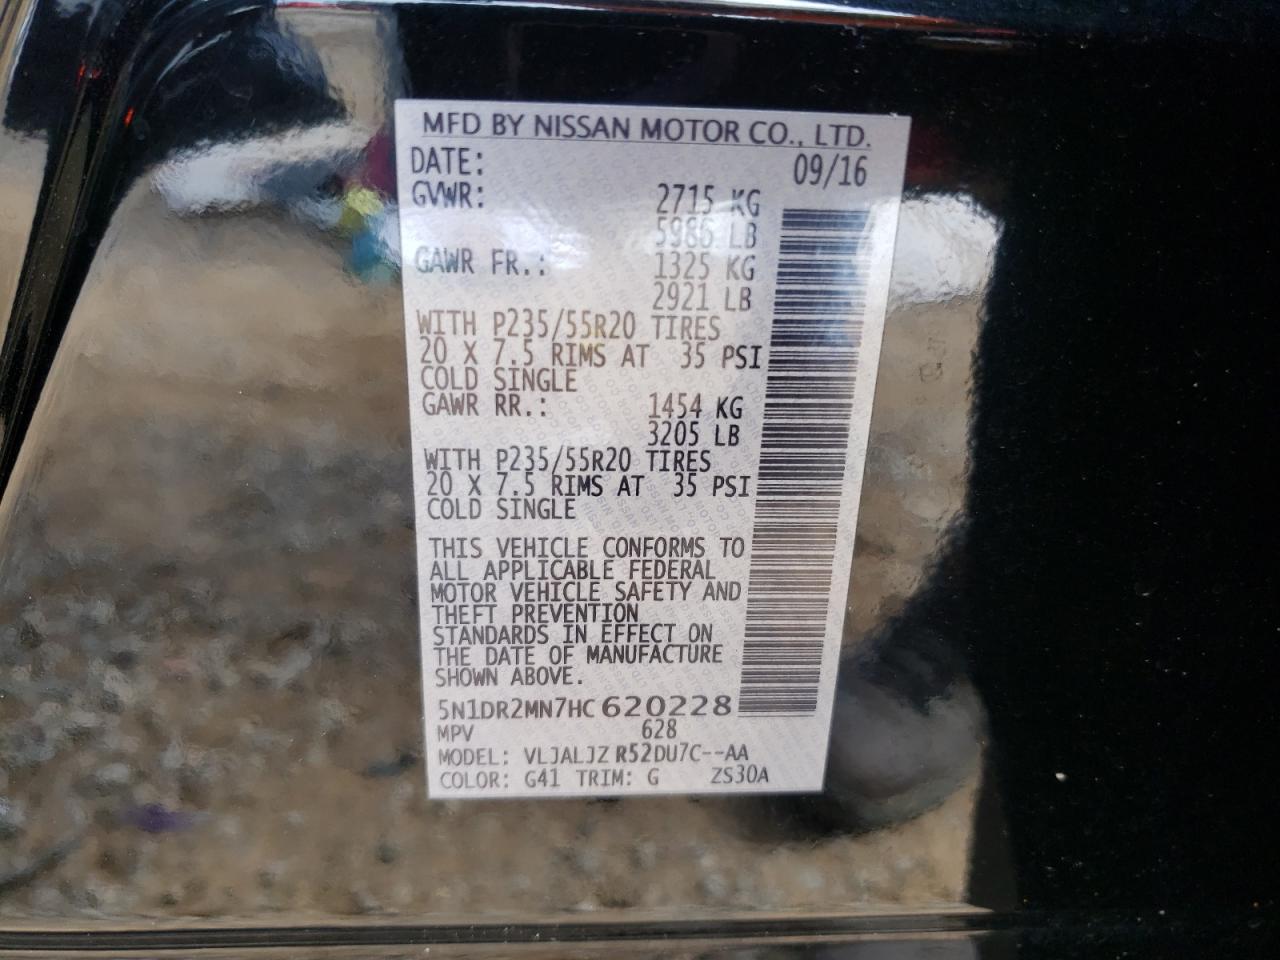 MFD BY NISSAN MOTOR CO., LTD.
DATE: 09/16
GVWR: 2715 KG
5986 LB
GAWR FR.: 1325 KG
2921 LB
WITH P235/55R20 TIRES
20 X 7.5 RIMS AT 35 PSI
COLD SINGLE
GAWR RR.: 1454 KG
3205 LB
WITH P235/55R20 TIRES
20 X 7.5 RIMS AT 35 PSI
COLD SINGLE
THIS VEHICLE CONFORMS TO
ALL APPLICABLE FEDERAL
MOTOR VEHICLE SAFETY AND
THEFT PREVENTION
STANDARDS IN EFFECT ON
THE DATE OF MANUFACTURE
SHOWN ABOVE.
5N1DR2MN7HC620228
MPV 628
MODEL: VLJALJZ R52DU7C--AA
COLOR: G41 TRIM: G ZS30A